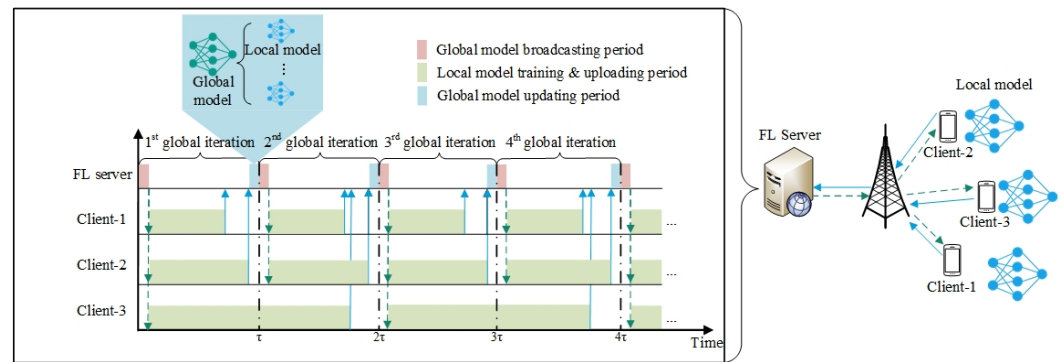 Local model
Global
model
Global model broadcasting period
Local model training & uploading period
Global model updating period
1st global iteration 2nd global iteration 3rd global iteration 4th global iteration
FL server
Client-1
...
Client-2
...
Client-3
...
τ 2τ 3τ 4τ Time
FL Server
Local model
Client-2
Client-3
Client-1